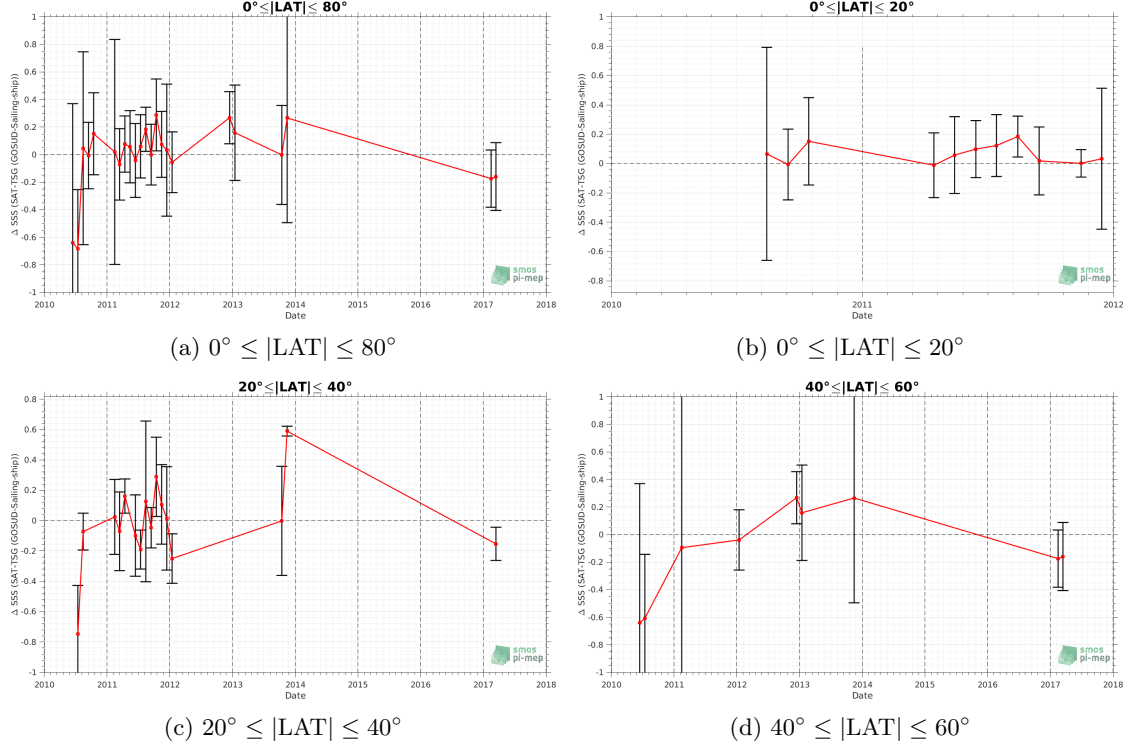 0°≤|LAT|≤ 80°
1
0.8
0.6
0.4
0.2
0
-0.2
-0.4
-0.6
-0.8
-1
2010 2011 2012 2013 2014 2015 2016 2017 2018
Date
Δ SSS (SAT-TSG (GOSUD-Sailing-ship))
smos
pi-mep
(a) 0° ≤ |LAT| ≤ 80°
0°≤|LAT|≤ 20°
1
0.8
0.6
0.4
0.2
0
-0.2
-0.4
-0.6
-0.8
2010 2011 2012
Date
Δ SSS (SAT-TSG (GOSUD-Sailing-ship))
smos
pi-mep
(b) 0° ≤ |LAT| ≤ 20°
20°≤|LAT|≤ 40°
0.8
0.6
0.4
0.2
0
-0.2
-0.4
-0.6
-0.8
-1
2010 2011 2012 2013 2014 2015 2016 2017 2018
Date
Δ SSS (SAT-TSG (GOSUD-Sailing-ship))
smos
pi-mep
(c) 20° ≤ |LAT| ≤ 40°
40°≤|LAT|≤ 60°
1
0.8
0.6
0.4
0.2
0
-0.2
-0.4
-0.6
-0.8
-1
2010 2011 2012 2013 2014 2015 2016 2017 2018
Date
Δ SSS (SAT-TSG (GOSUD-Sailing-ship))
smos
pi-mep
(d) 40° ≤ |LAT| ≤ 60°